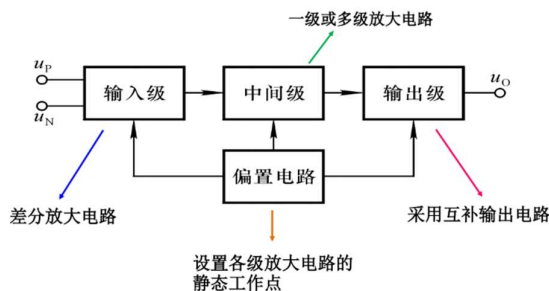 一级或多级放大电路
uP
uN
输入级
中间级
输出级
uO
偏置电路
差分放大电路
采用互补输出电路
设置各级放大电路的
静态工作点